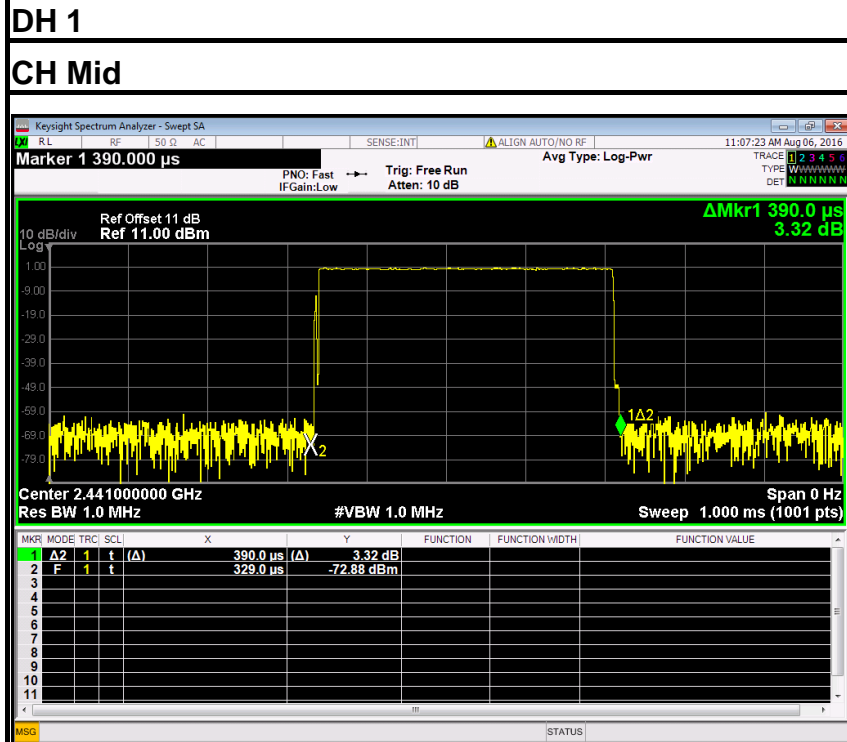 DH 1
CH Mid
Keysight Spectrum Analyzer - Swept SA
LXI RL RF 50 Ω AC SENSE:INT ALIGN AUTO/NO RF 11:07:23 AM Aug 06, 2016
Marker 1 390.000 µs
PNO: Fast
IFGain:Low
Trig: Free Run
Atten: 10 dB
Avg Type: Log-Pwr
TRACE 1 2 3 4 5 6
TYPE WWWWWWW
DET N N N N N N
ΔMkr1 390.0 µs
3.32 dB
Ref Offset 11 dB
10 dB/div Ref 11.00 dBm
Log
1.00
-9.00
-19.0
-29.0
-39.0
-49.0
-59.0
-69.0
-79.0
1Δ2
X2
Center 2.441000000 GHz Span 0 Hz
Res BW 1.0 MHz #VBW 1.0 MHz Sweep 1.000 ms (1001 pts)
MKR MODE TRC SCL X Y FUNCTION FUNCTION WIDTH FUNCTION VALUE
1 Δ2 1 t (Δ) 390.0 µs (Δ) 3.32 dB
2 F 1 t 329.0 µs -72.88 dBm
3
4
5
6
7
8
9
10
11
MSG STATUS